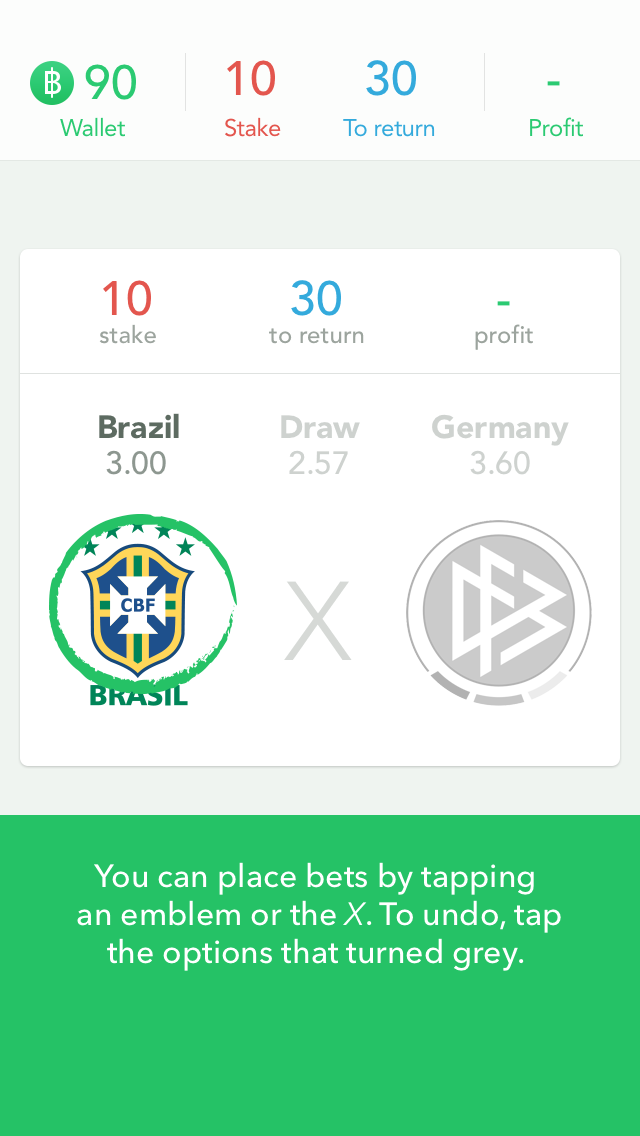 ฿ 90 10 30 -
Wallet Stake To return Profit
10 30 -
stake to return profit
Brazil Draw Germany
3.00 2.57 3.60
CBF
X
BRASIL
You can place bets by tapping
an emblem or the X. To undo, tap
the options that turned grey.